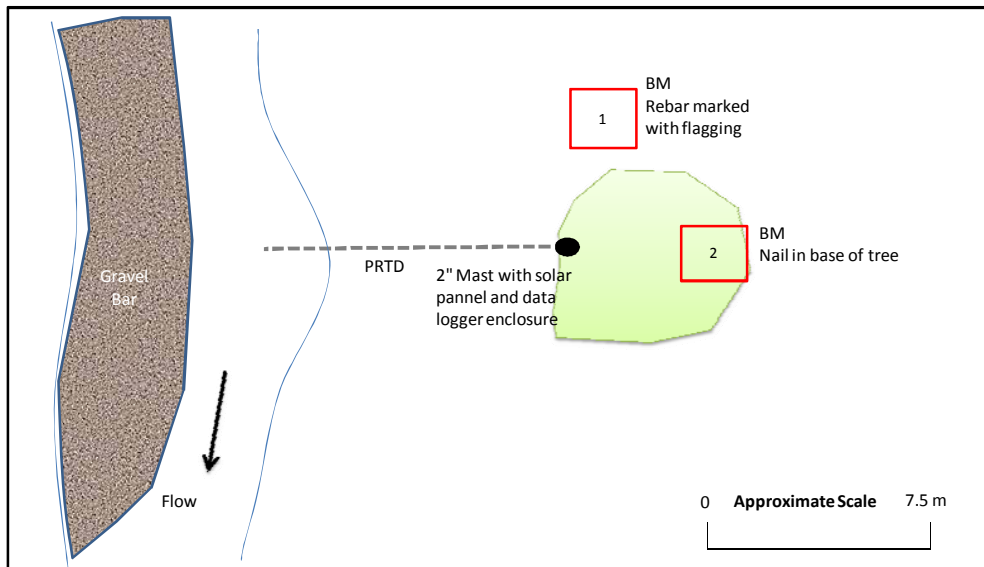 BM
Rebar marked
with flagging
1
BM
Nail in base of tree
2
PRTD
2" Mast with solar
pannel and data
logger enclosure
Gravel
Bar
Flow
0 Approximate Scale 7.5 m